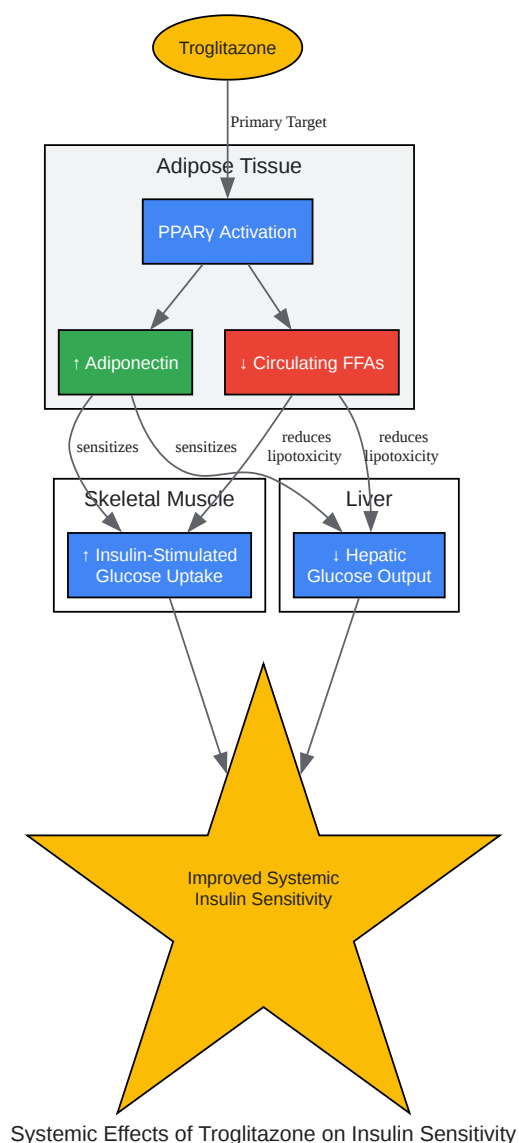 Troglitazone
Primary Target
Adipose Tissue
PPARγ Activation
↑ Adiponectin
↓ Circulating FFAs
sensitizes
sensitizes
reduces
lipotoxicity
reduces
lipotoxicity
Skeletal Muscle
Liver
↑ Insulin-Stimulated
Glucose Uptake
↓ Hepatic
Glucose Output
Improved Systemic
Insulin Sensitivity
Systemic Effects of Troglitazone on Insulin Sensitivity